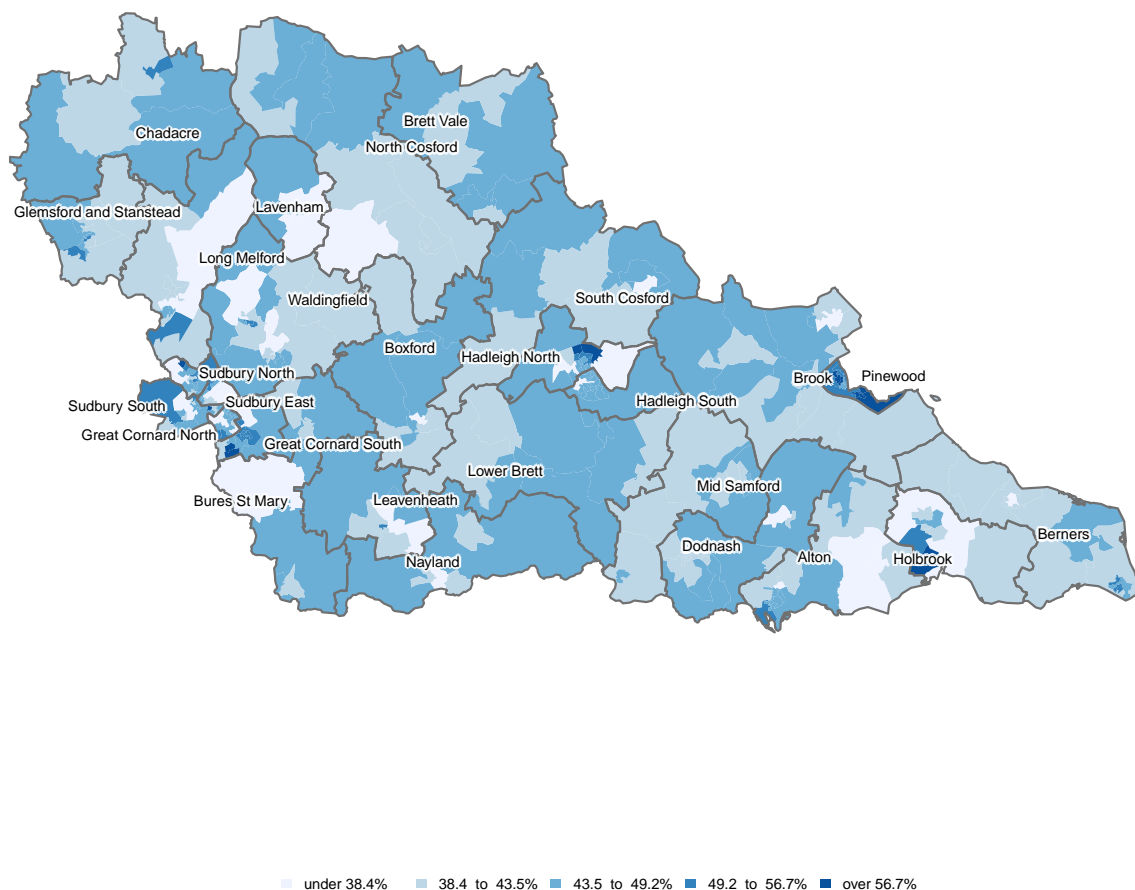 Brett Vale
Chadacre
North Cosford
Lavenham
Glemsford and Stanstead
Long Melford
Waldingfield
South Cosford
Boxford
Hadleigh North
Sudbury North
Brook
Pinewood
Sudbury South
Sudbury East
Hadleigh South
Great Cornard North
Great Cornard South
Lower Brett
Mid Samford
Bures St Mary
Leavenheath
Berners
Dodnash
Alton
Holbrook
Nayland
under 38.4% 38.4 to 43.5% 43.5 to 49.2% 49.2 to 56.7% over 56.7%